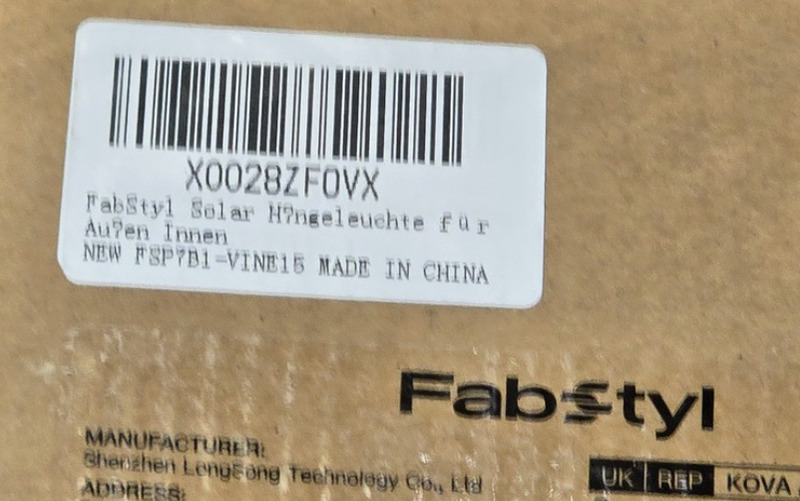 X0028ZF0VX
FabStyl Solar H?ngeleuchte für
Au?en Innen
NEW FSP7B1-VINE15 MADE IN CHINA
FabStyl
MANUFACTURER:
Shenzhen LongSong Technology Co., Ltd
UK REP KOVA
ADDRESS: